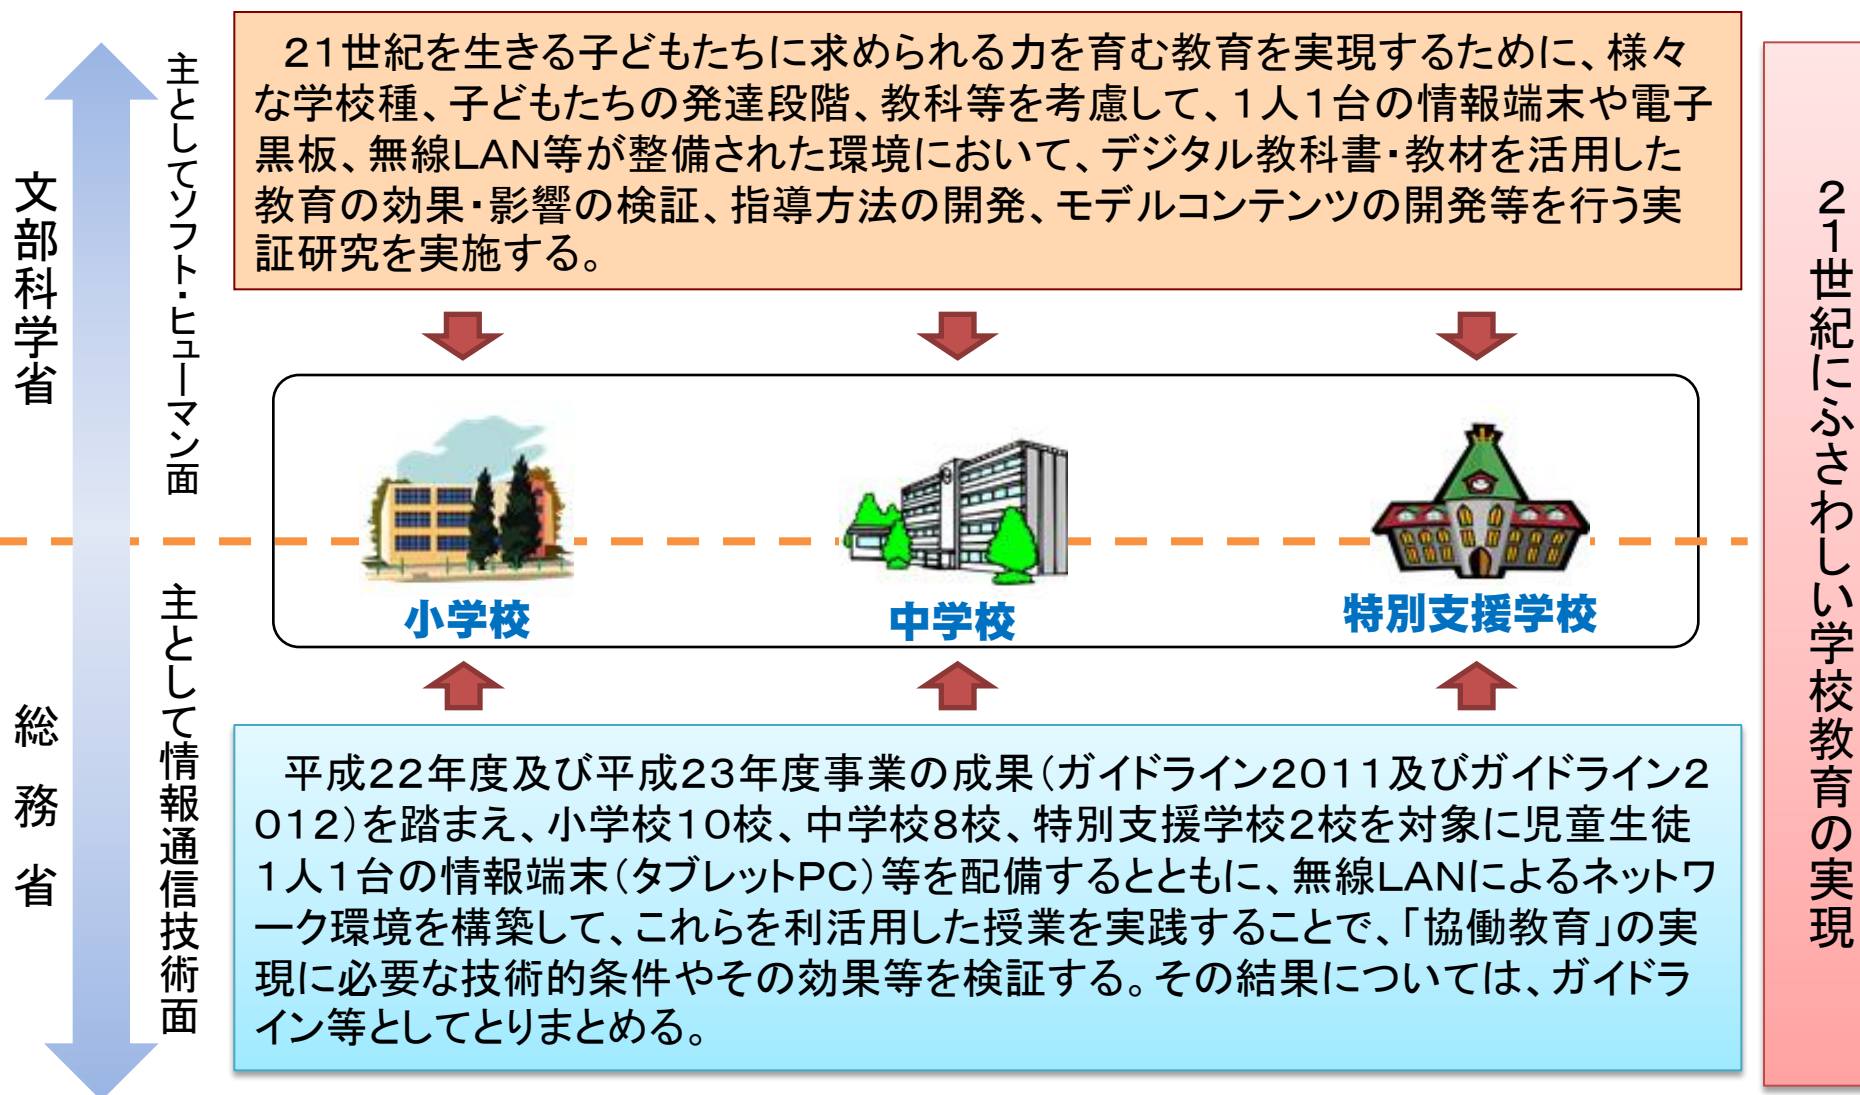 文部科学省
主としてソフト・ヒューマン面
　２１世紀を生きる子どもたちに求められる力を育む教育を実現するために、様々
な学校種、子どもたちの発達段階、教科等を考慮して、１人１台の情報端末や電子
黒板、無線ＬＡＮ等が整備された環境において、デジタル教科書・教材を活用した
教育の効果・影響の検証、指導方法の開発、モデルコンテンツの開発等を行う実
証研究を実施する。
小学校
中学校
特別支援学校
総務省
主として情報通信技術面
　平成２２年度及び平成２３年度事業の成果（ガイドライン２０１１及びガイドライン２
０１２）を踏まえ、小学校１０校、中学校８校、特別支援学校２校を対象に児童生徒
１人１台の情報端末（タブレットＰＣ）等を配備するとともに、無線ＬＡＮによるネットワ
ーク環境を構築して、これらを利活用した授業を実践することで、「協働教育」の実
現に必要な技術的条件やその効果等を検証する。その結果については、ガイドラ
イン等としてとりまとめる。
２１世紀にふさわしい学校教育の実現